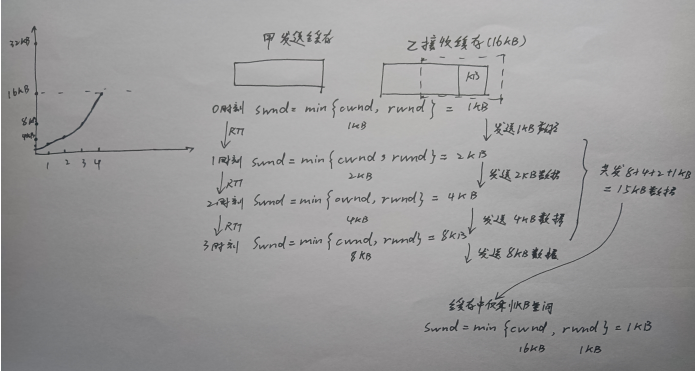 32kB
16kB
8kB
4kB
1 2 3 4
甲发送缓存
乙接收缓存(16kB)
KB
0时刻 swnd = min{cwnd, rwnd} = 1KB
1KB
↓RTT ↓发送1KB数据
1时刻 swnd = min{cwnd, rwnd} = 2KB
2KB
↓RTT ↓发送2KB数据
2时刻 swnd = min{cwnd, rwnd} = 4KB
4KB
↓RTT ↓发送4KB数据
3时刻 swnd = min{cwnd, rwnd} = 8KB
8KB
↓发送8KB数据
共发8+4+2+1KB
= 15KB数据
缓存中仅剩1KB空间
swnd = min{cwnd, rwnd} = 1KB
16KB 1KB